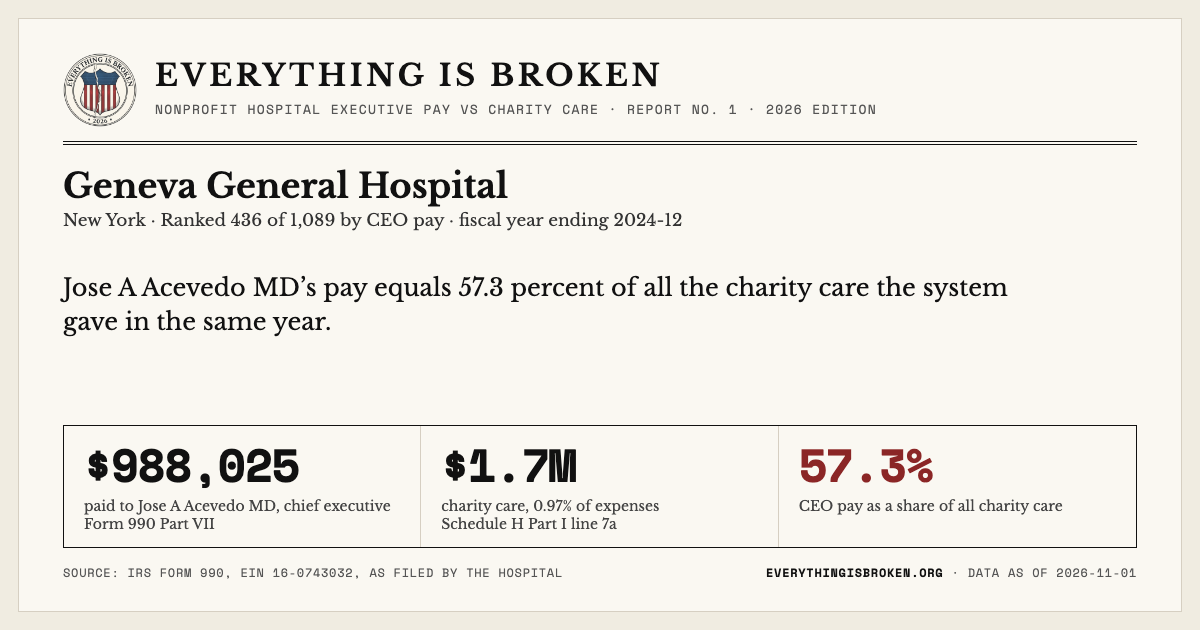 EVERYTHING IS BROKEN
2026
EVERYTHING IS BROKEN
NONPROFIT HOSPITAL EXECUTIVE PAY VS CHARITY CARE · REPORT NO. 1 · 2026 EDITION
Geneva General Hospital
New York · Ranked 436 of 1,089 by CEO pay · fiscal year ending 2024-12
Jose A Acevedo MD’s pay equals 57.3 percent of all the charity care the system
gave in the same year.
$988,025
paid to Jose A Acevedo MD, chief executive
Form 990 Part VII
$1.7M
charity care, 0.97% of expenses
Schedule H Part I line 7a
57.3%
CEO pay as a share of all charity care
SOURCE: IRS FORM 990, EIN 16-0743032, AS FILED BY THE HOSPITAL
EVERYTHINGISBROKEN.ORG · DATA AS OF 2026-11-01